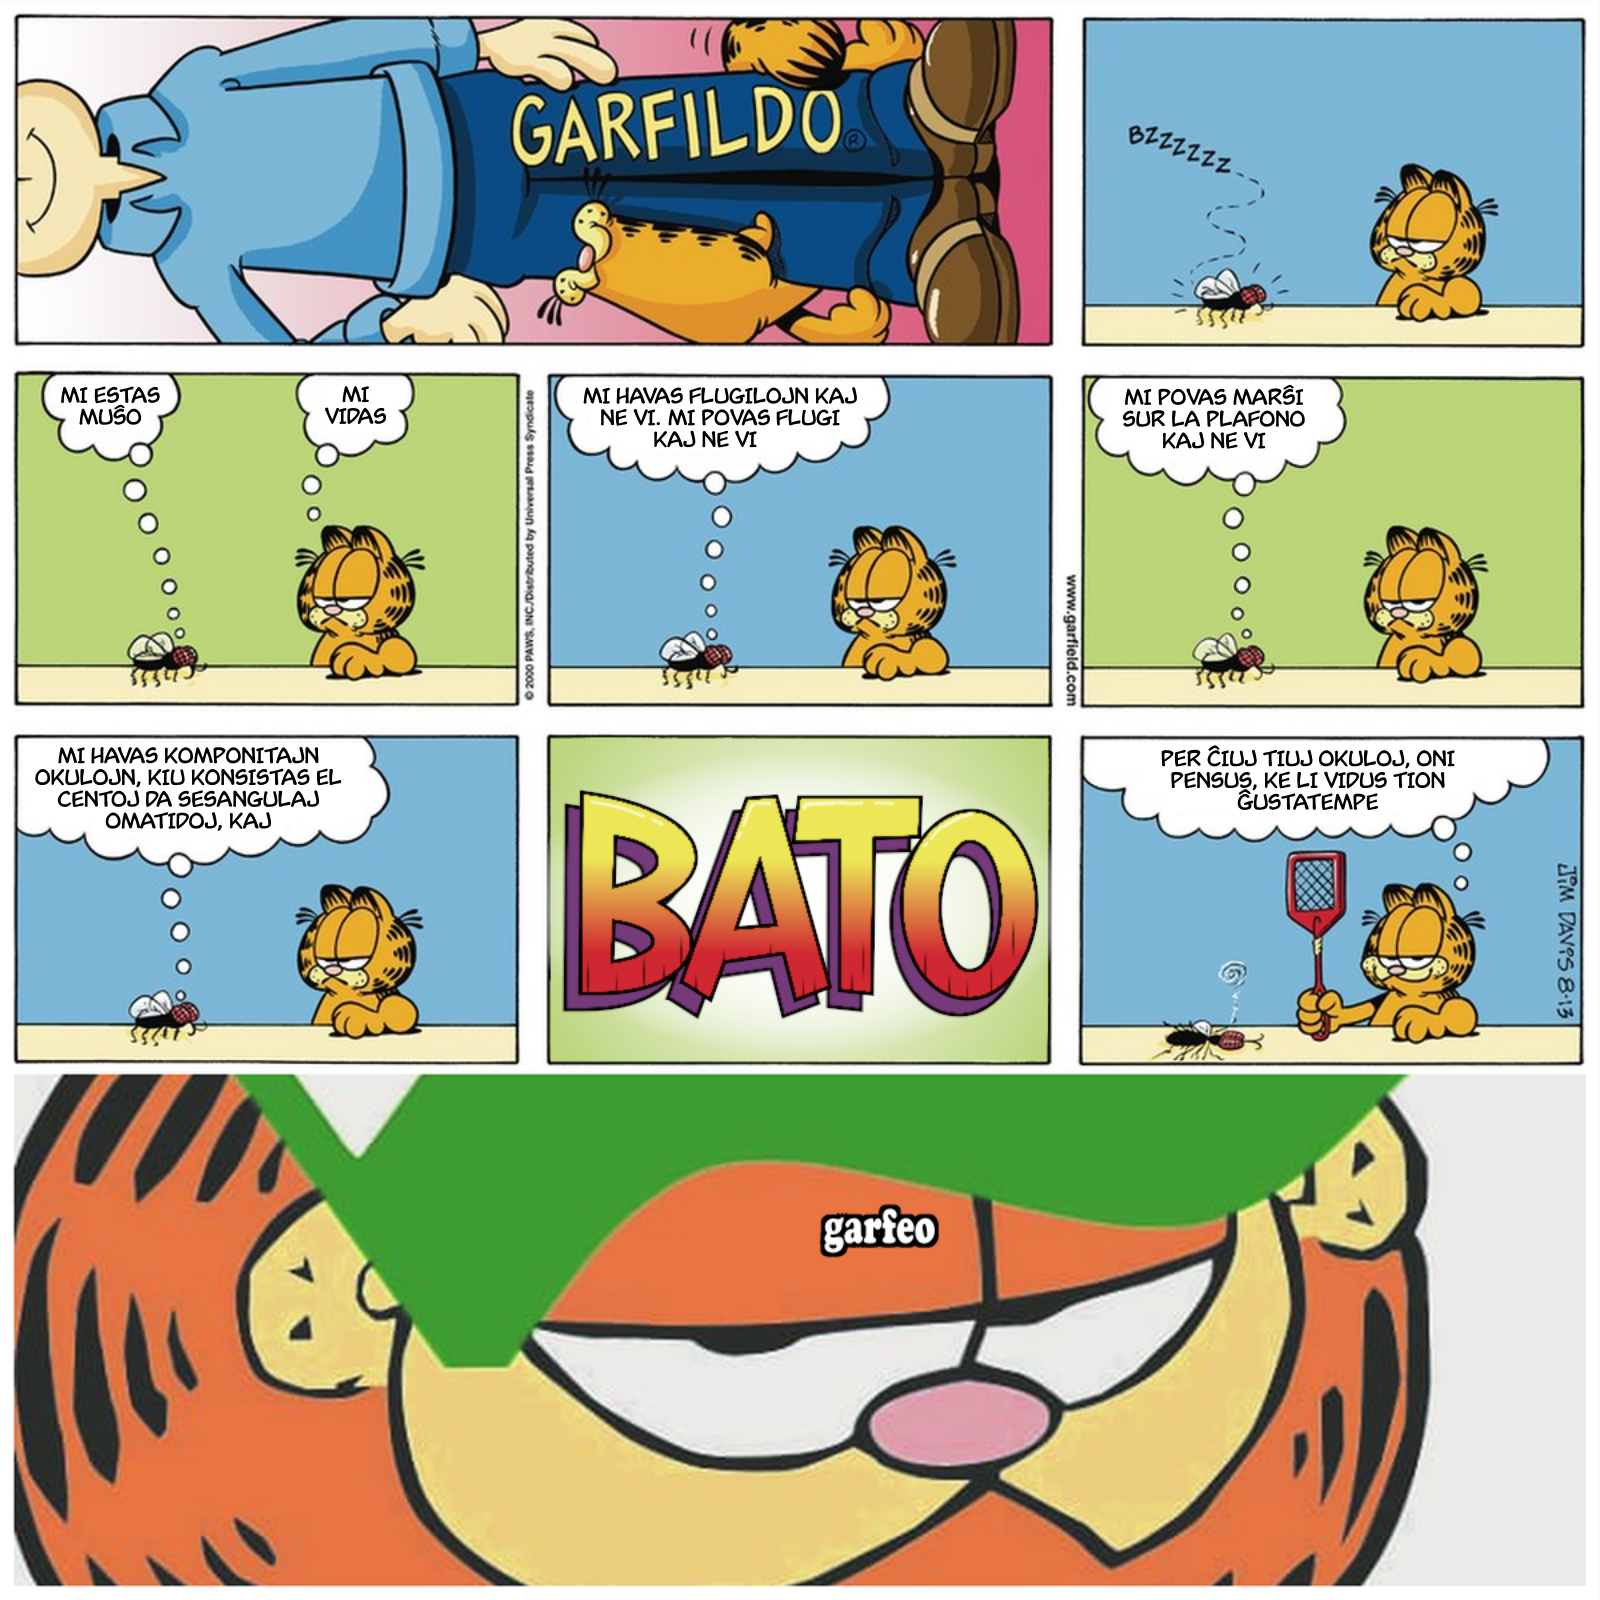 GARFILDO
®
BZZZZZZ
MI ESTAS
MUŜO
MI
VIDAS
© 2000 PAWS, INC./Distributed by Universal Press Syndicate
MI HAVAS FLUGILOJN KAJ
NE VI. MI POVAS FLUGI
KAJ NE VI
www.garfield.com
MI POVAS MARŜI
SUR LA PLAFONO
KAJ NE VI
MI HAVAS KOMPONITAJN
OKULOJN, KIU KONSISTAS EL
CENTOJ DA SESANGULAJ
OMATIDOJ, KAJ
BATO
PER ĈIUJ TIUJ OKULOJ, ONI
PENSUS, KE LI VIDUS TION
ĜUSTATEMPE
JIM DAVIS 8·13
garfeo